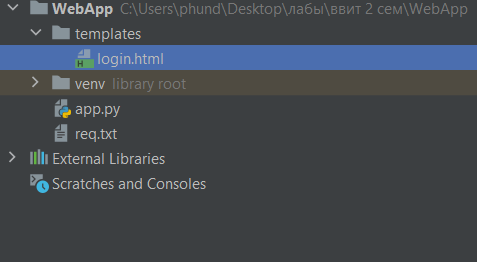 WebApp C:\Users\phund\Desktop\лабы\ввит 2 сем\WebApp
templates
login.html
venv library root
app.py
req.txt
External Libraries
Scratches and Consoles